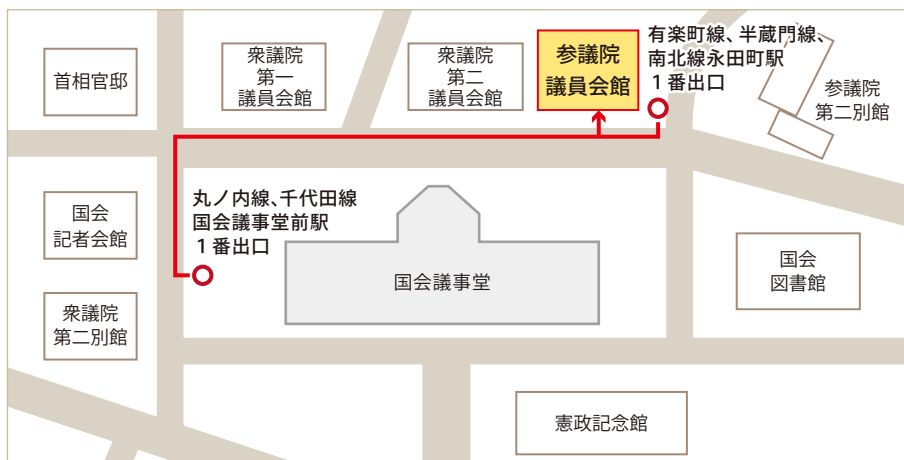 首相官邸
衆議院
第一
議員会館
衆議院
第二
議員会館
参議院
議員会館
有楽町線、半蔵門線、
南北線永田町駅
１番出口
参議院
第二別館
国会
記者会館
丸ノ内線、千代田線
国会議事堂前駅
１番出口
国会議事堂
国会
図書館
衆議院
第二別館
憲政記念館